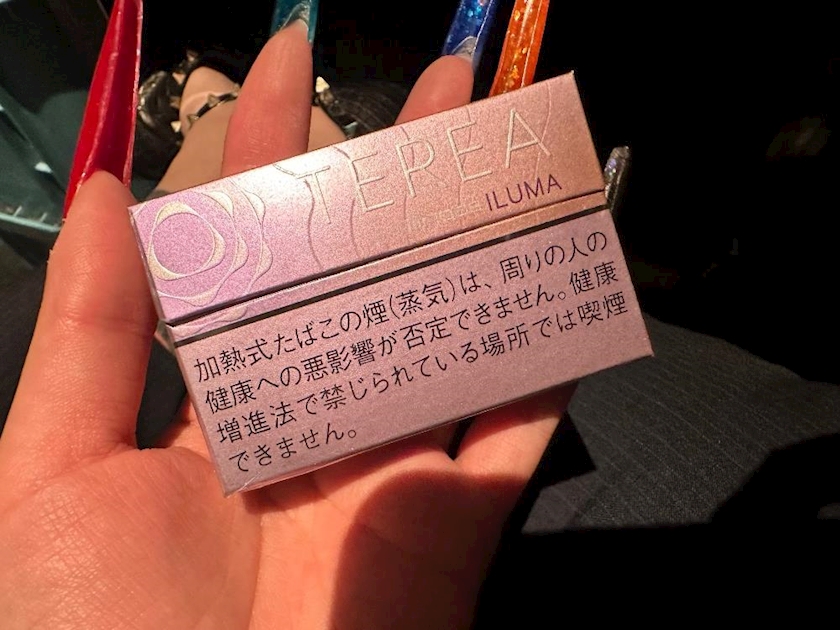 TEREA
ILUMA
加熱式たばこの煙(蒸気)は、周りの人の
健康への悪影響が否定できません。健康
増進法で禁じられている場所では喫煙
できません。